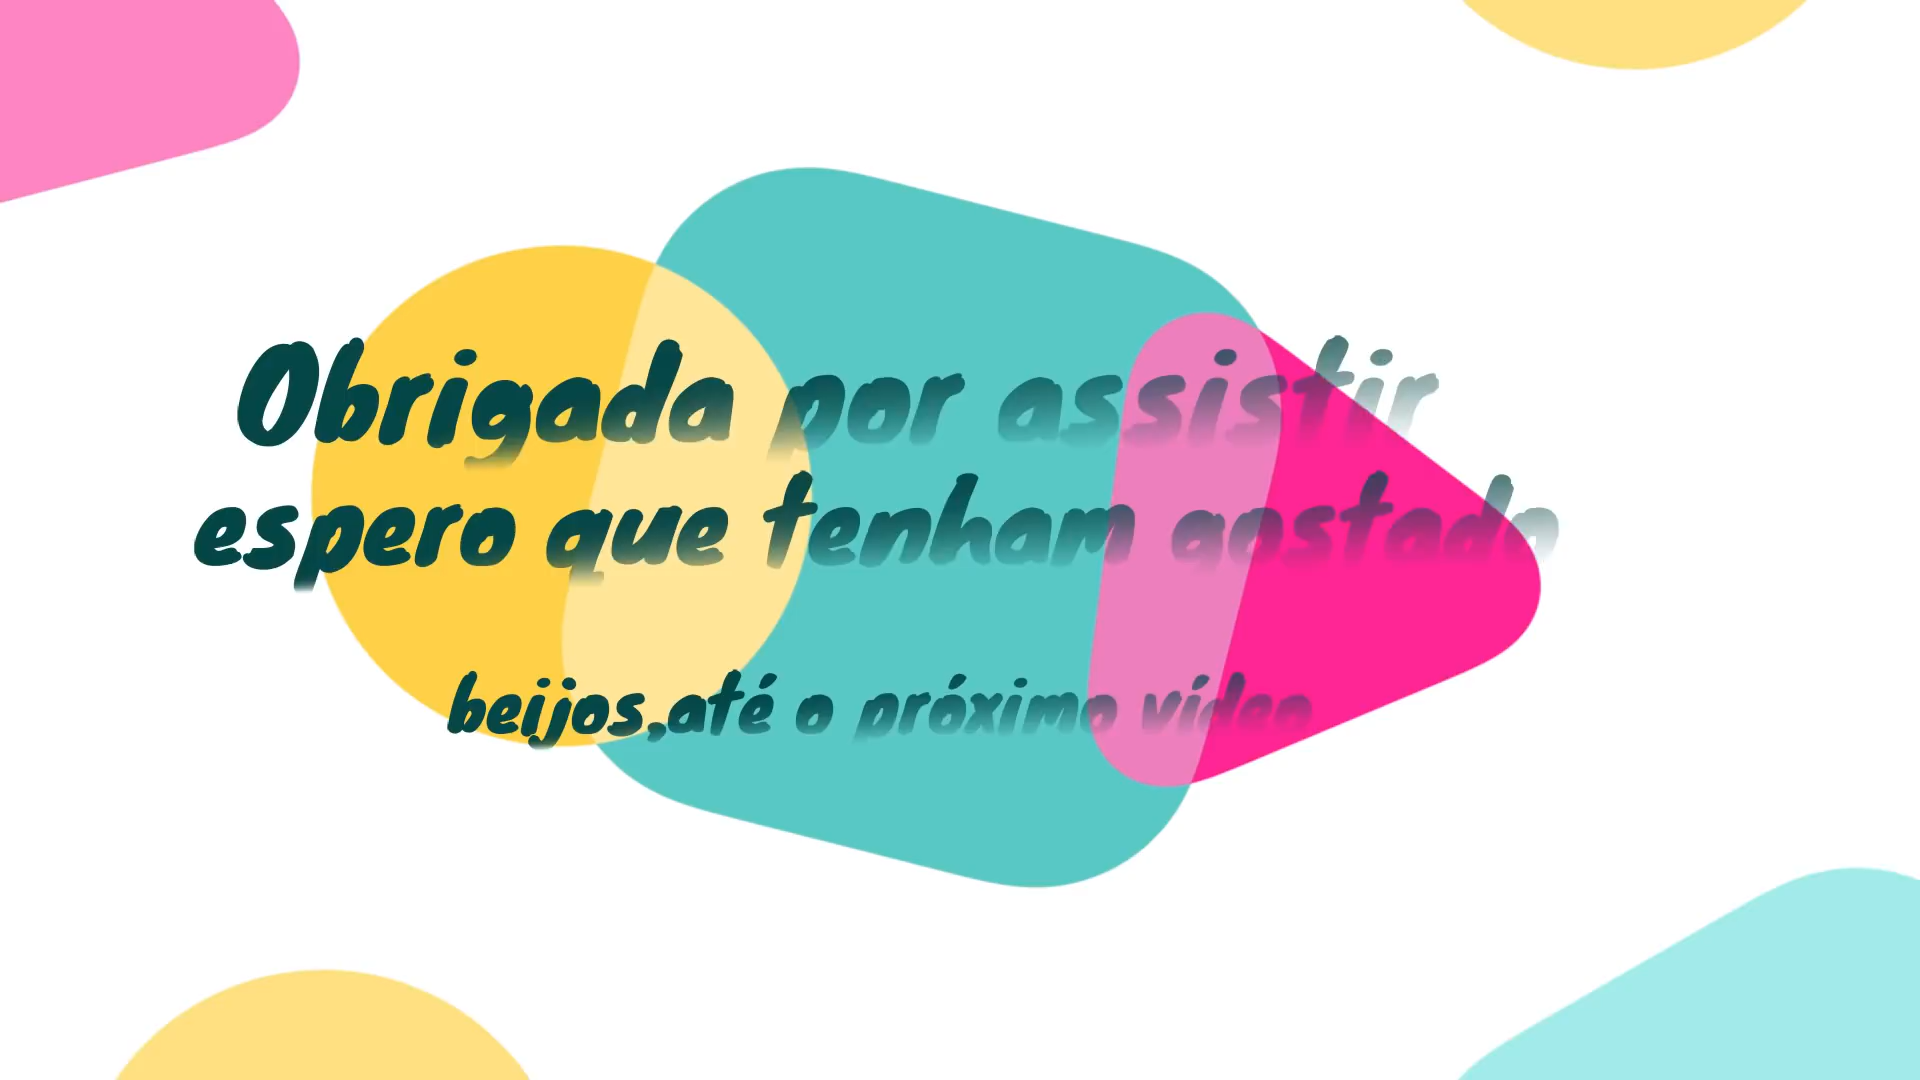 Obrigada por assistir
espero que tenham gostado
beijos,até o próximo vídeo